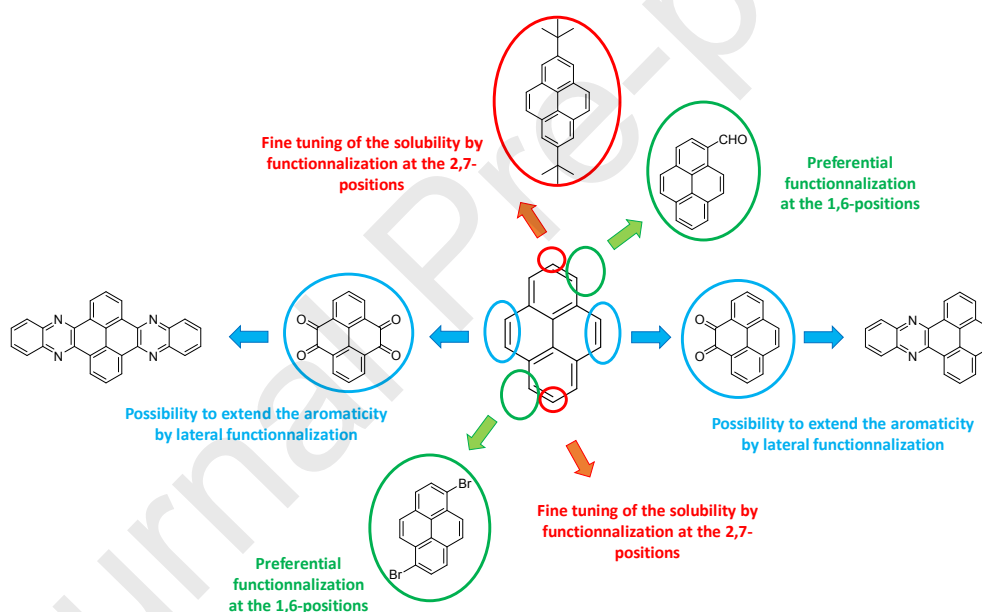 Fine tuning of the solubility by
functionnalization at the 2,7-
positions
CHO
Preferential
functionnalization
at the 1,6-positions
N
N
N
N
O
O
O
O
O
O
N
N
Possibility to extend the aromaticity
by lateral functionnalization
Possibility to extend the aromaticity
by lateral functionnalization
Br
Br
Preferential
functionnalization
at the 1,6-positions
Fine tuning of the solubility by
functionnalization at the 2,7-
positions
urnal Pre-p